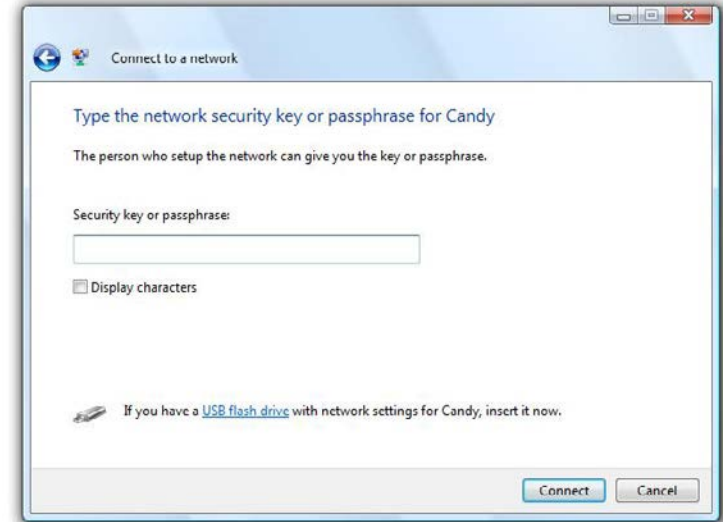 Connect to a network
Type the network security key or passphrase for Candy
The person who setup the network can give you the key or passphrase.
Security key or passphrase:
Display characters
If you have a USB flash drive with network settings for Candy, insert it now.
Connect
Cancel